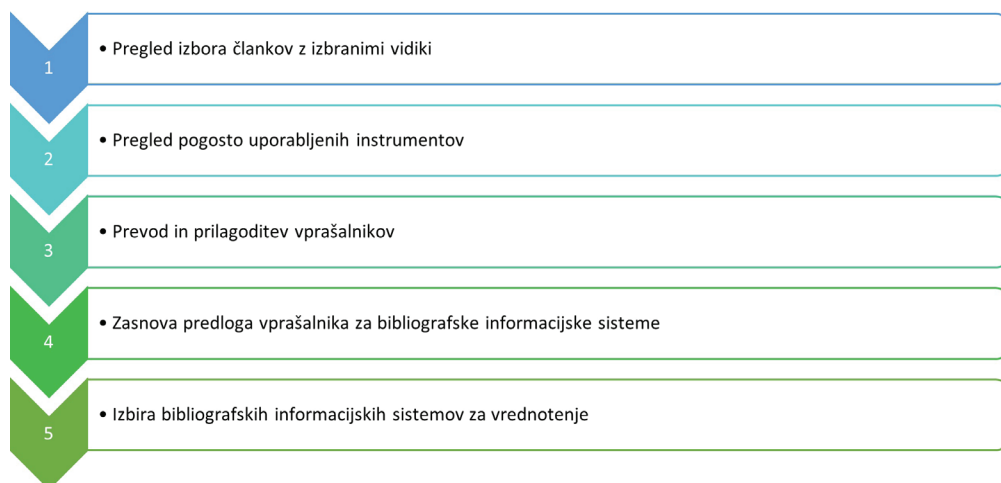 1
• Pregled izbora člankov z izbranimi vidiki
2
• Pregled pogosto uporabljenih instrumentov
3
• Prevod in prilagoditev vprašalnikov
4
• Zasnova predloga vprašalnika za bibliografske informacijske sisteme
5
• Izbira bibliografskih informacijskih sistemov za vrednotenje